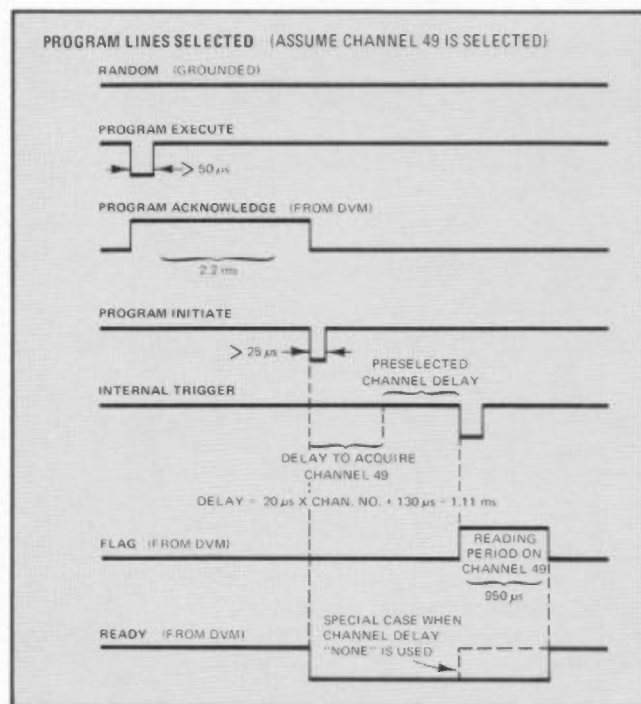 PROGRAM LINES SELECTED (ASSUME CHANNEL 49 IS SELECTED)
RANDOM (GROUNDED)
PROGRAM EXECUTE
> 50 µs
PROGRAM ACKNOWLEDGE (FROM DVM)
2.2 ms
PROGRAM INITIATE
> 25 µs
PRESELECTED
CHANNEL DELAY
INTERNAL TRIGGER
DELAY TO ACQUIRE
CHANNEL 49
DELAY = 20 µs X CHAN. NO. + 130 µs = 1.11 ms
FLAG (FROM DVM)
READING
PERIOD ON
CHANNEL 49
950 µs
SPECIAL CASE WHEN
CHANNEL DELAY
"NONE" IS USED
READY (FROM DVM)